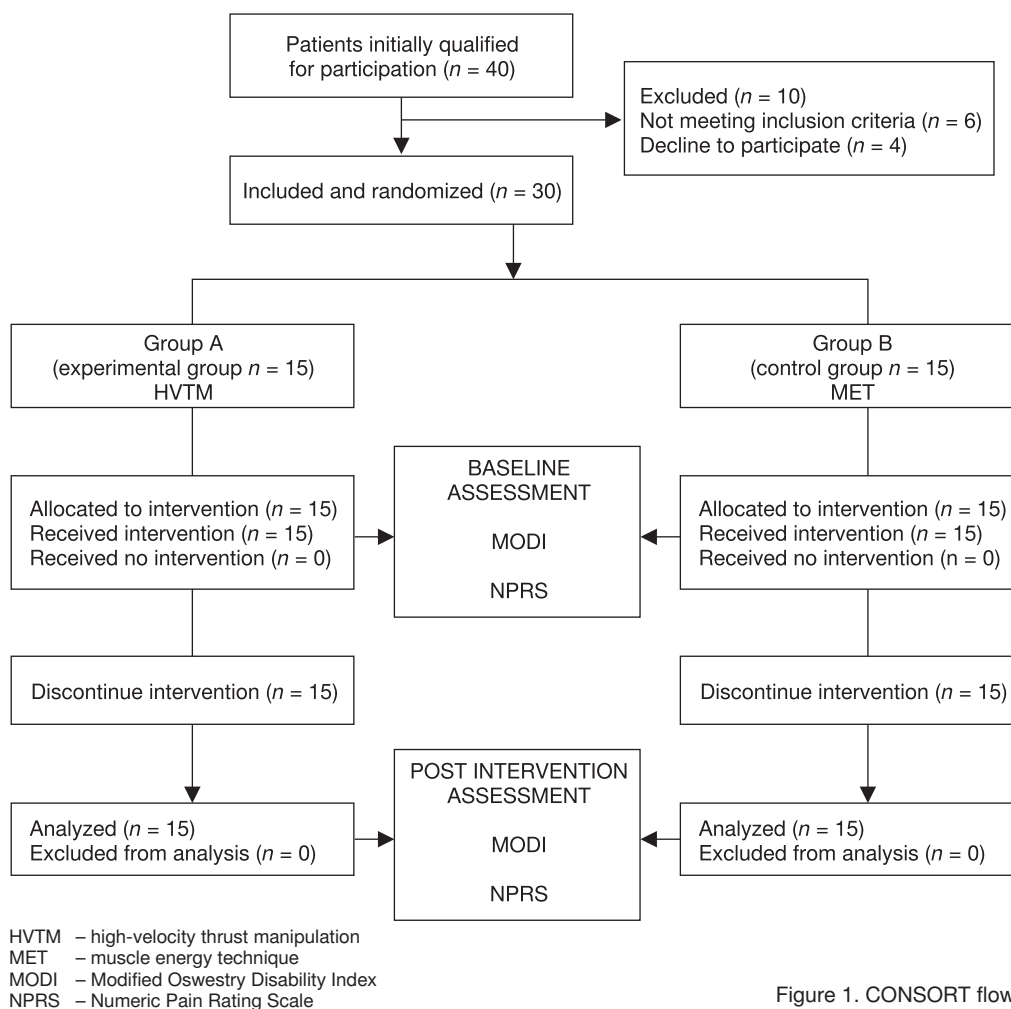 Patients initially qualified
for participation (n = 40)
Excluded (n = 10)
Not meeting inclusion criteria (n = 6)
Decline to participate (n = 4)
Included and randomized (n = 30)
Group A
(experimental group n = 15)
HVTM
Group B
(control group n = 15)
MET
Allocated to intervention (n = 15)
Received intervention (n = 15)
Received no intervention (n = 0)
BASELINE
ASSESSMENT
MODI
NPRS
Allocated to intervention (n = 15)
Received intervention (n = 15)
Received no intervention (n = 0)
Discontinue intervention (n = 15)
Discontinue intervention (n = 15)
Analyzed (n = 15)
Excluded from analysis (n = 0)
POST INTERVENTION
ASSESSMENT
MODI
NPRS
Analyzed (n = 15)
Excluded from analysis (n = 0)
HVTM – high-velocity thrust manipulation
MET – muscle energy technique
MODI – Modified Oswestry Disability Index
NPRS – Numeric Pain Rating Scale
Figure 1. CONSORT flow